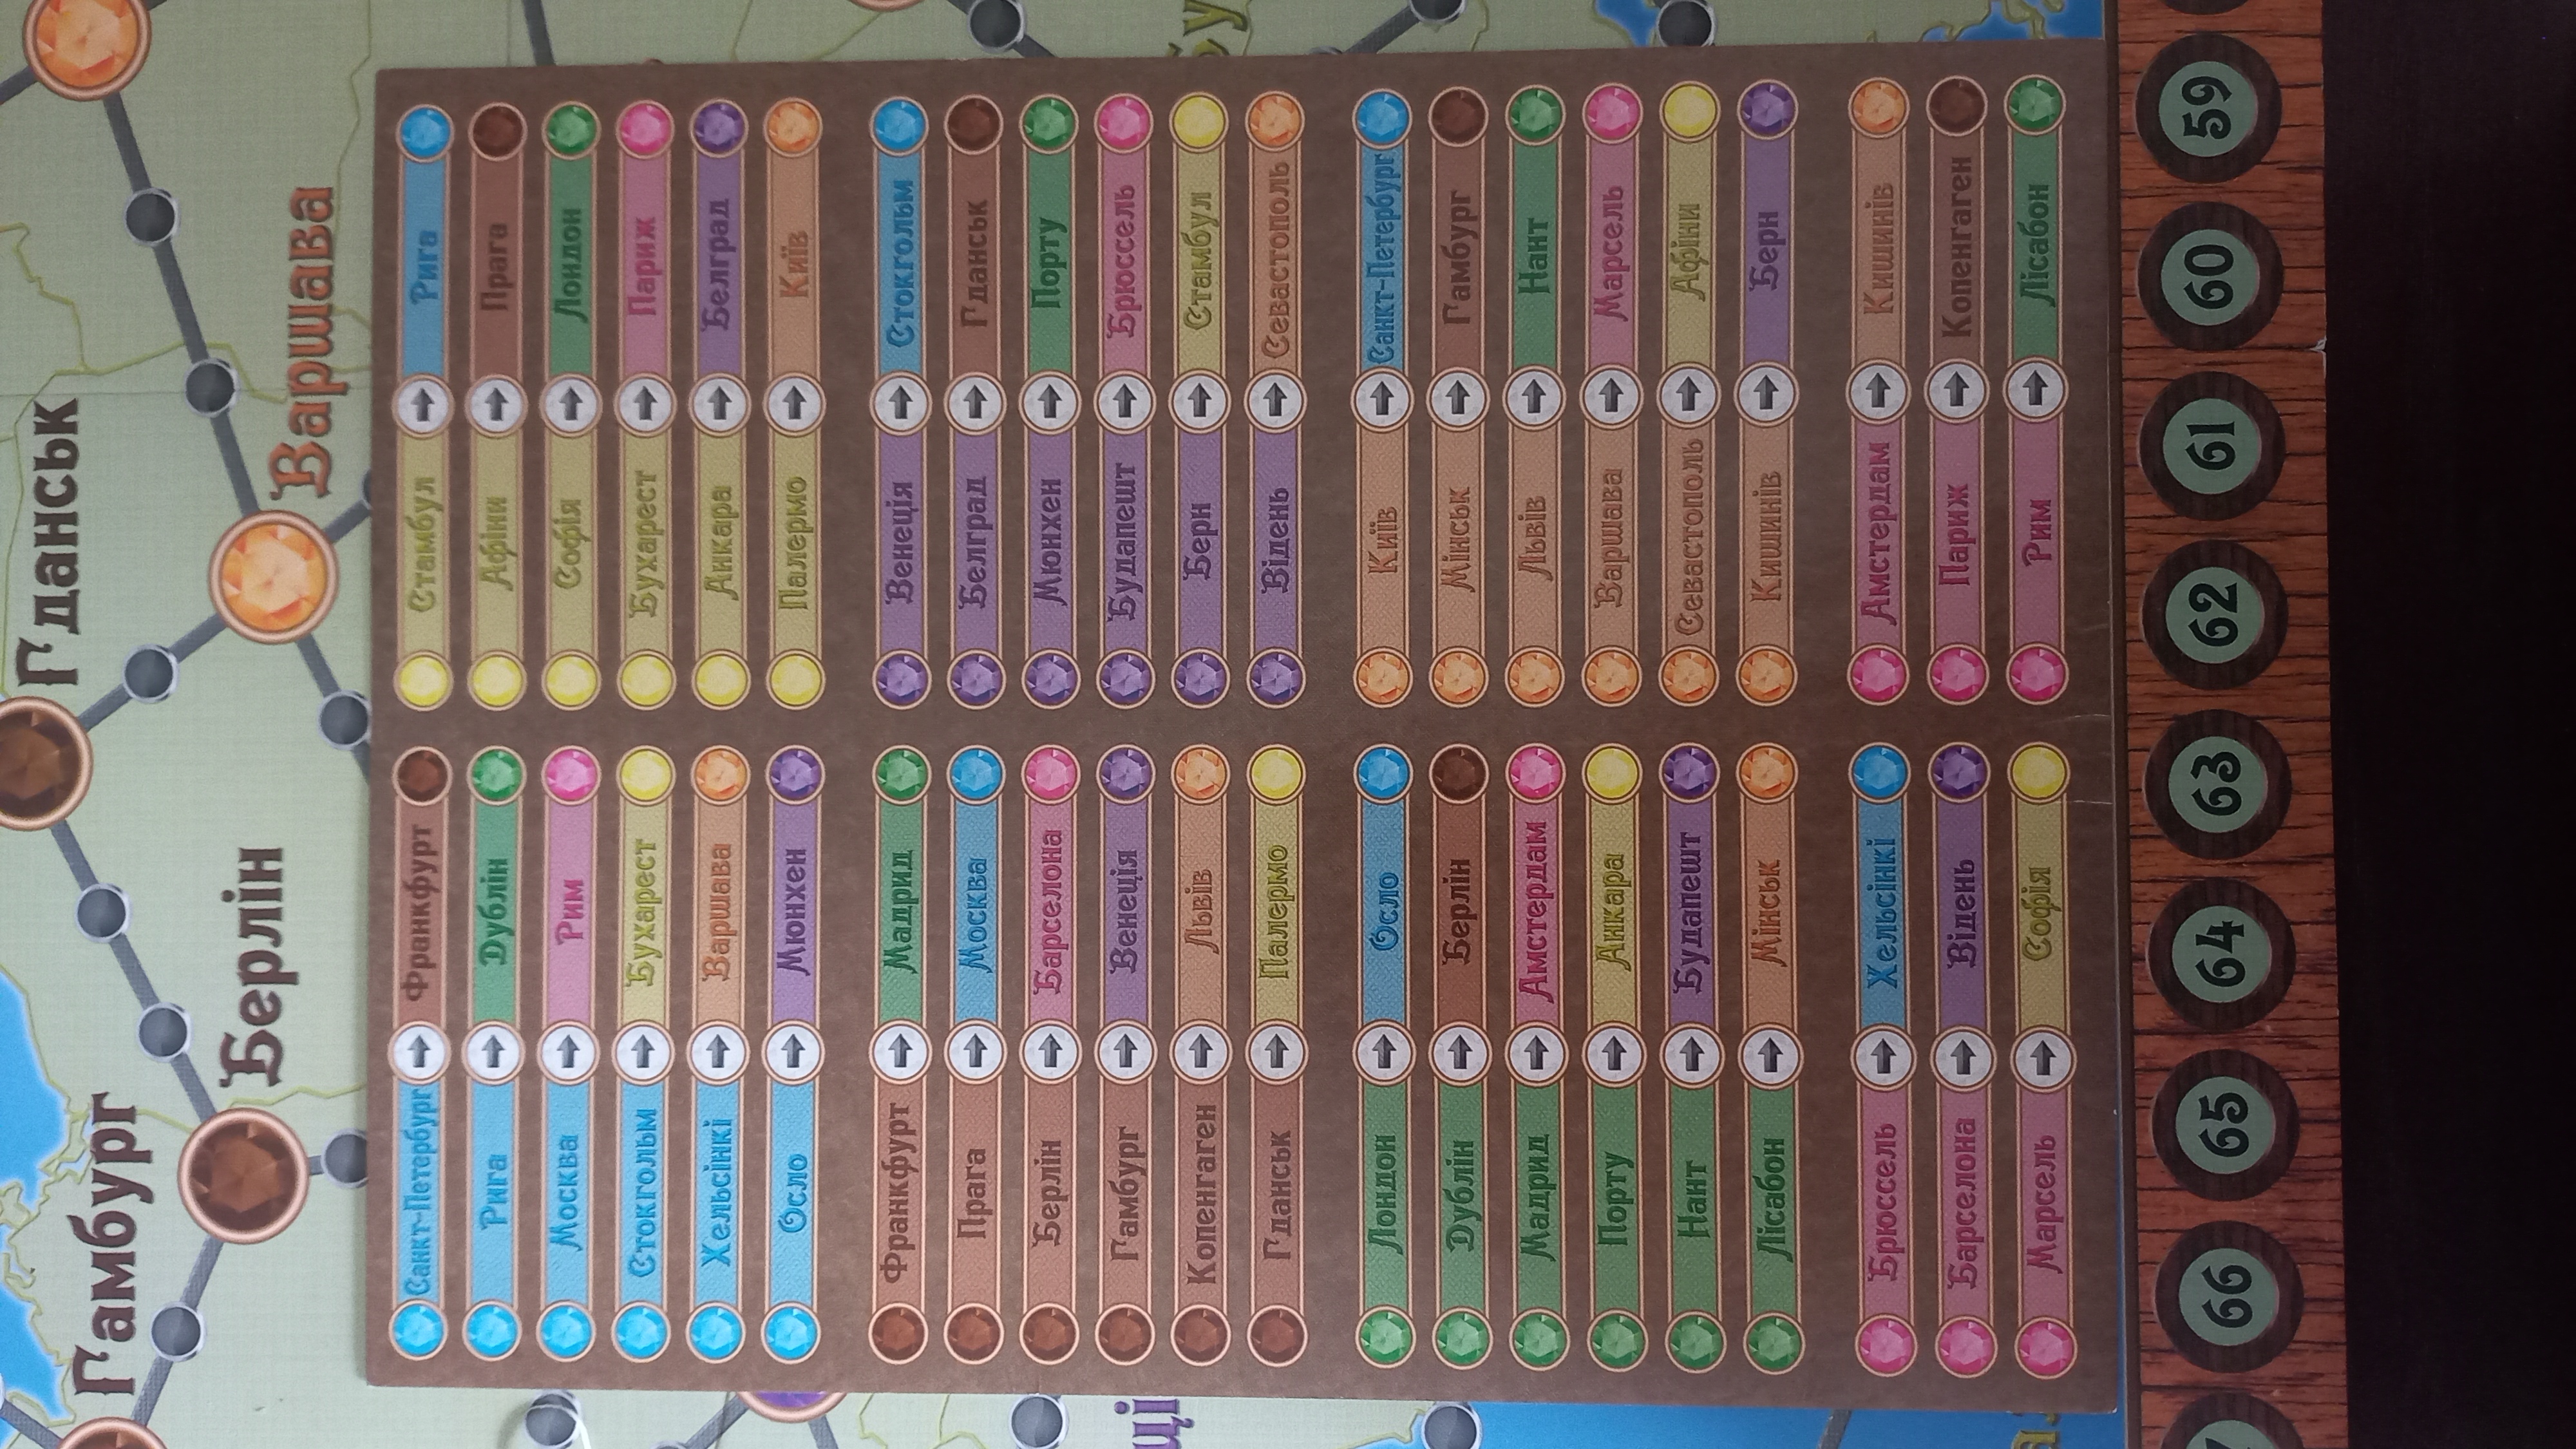 Гданськ
Гамбург
Берлін
Варшава
Санкт-Петербург Франкфурт
Рига Дублін
Москва Рим
Стокгольм Бухарест
Хельсінкі Варшава
Осло Мюнхен
Франкфурт Мадрид
Прага Москва
Берлін Барселона
Гамбург Венеція
Копенгаген Львів
Гданськ Палермо
Лондон Осло
Дублін Берлін
Мадрид Амстердам
Порту Анкара
Нант Будапешт
Лісабон Мінськ
Брюссель Хельсінкі
Барселона Відень
Марсель Софія
Стамбул Рига
Афіни Прага
Софія Лондон
Бухарест Париж
Анкара Белград
Палермо Київ
Венеція Стокгольм
Белград Гданськ
Мюнхен Порту
Будапешт Брюссель
Берн Стамбул
Відень Севастополь
Київ Санкт-Петербург
Мінськ Гамбург
Львів Нант
Варшава Марсель
Севастополь Афіни
Кишинів Берн
Амстердам Кишинів
Париж Копенгаген
Рим Лісабон
66 65 64 63 62 61 60 59